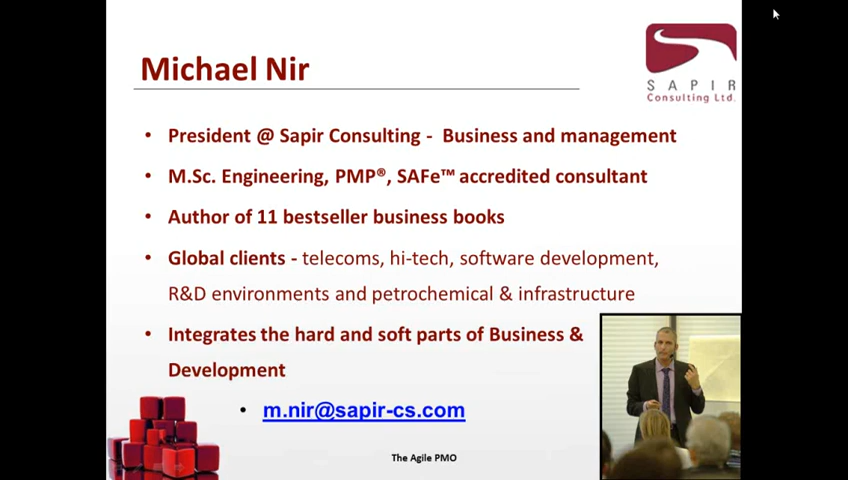 Michael Nir
SAPIR
Consulting Ltd.
• President @ Sapir Consulting - Business and management
• M.Sc. Engineering, PMP®, SAFe™ accredited consultant
• Author of 11 bestseller business books
• Global clients - telecoms, hi-tech, software development,
R&D environments and petrochemical & infrastructure
• Integrates the hard and soft parts of Business &
Development
• m.nir@sapir-cs.com
The Agile PMO